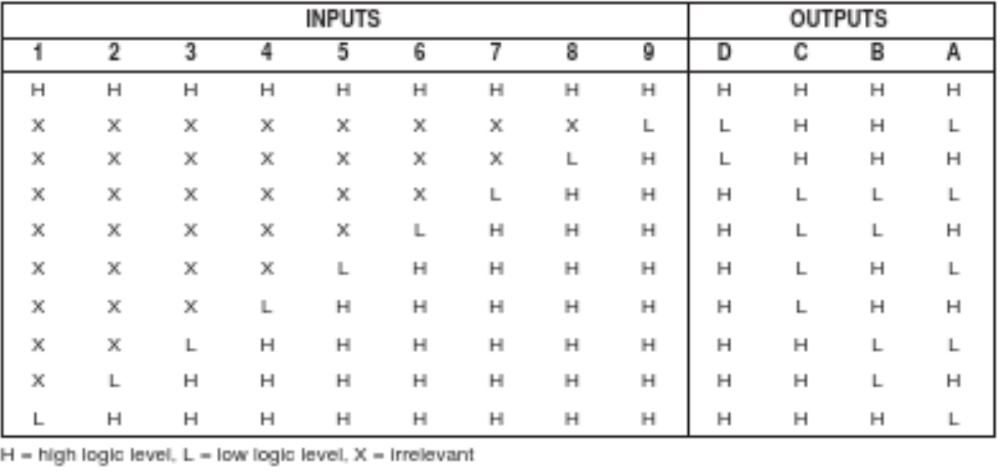 INPUTS OUTPUTS
1 2 3 4 5 6 7 8 9 D C B A
H H H H H H H H H H H H H
X X X X X X X X L L H H L
X X X X X X X L H L H H H
X X X X X X L H H H L L L
X X X X X L H H H H L L H
X X X X L H H H H H L H L
X X X L H H H H H H L H H
X X L H H H H H H H H L L
X L H H H H H H H H H L H
L H H H H H H H H H H H L
H = high logic level, L = low logic level, X = irrelevant